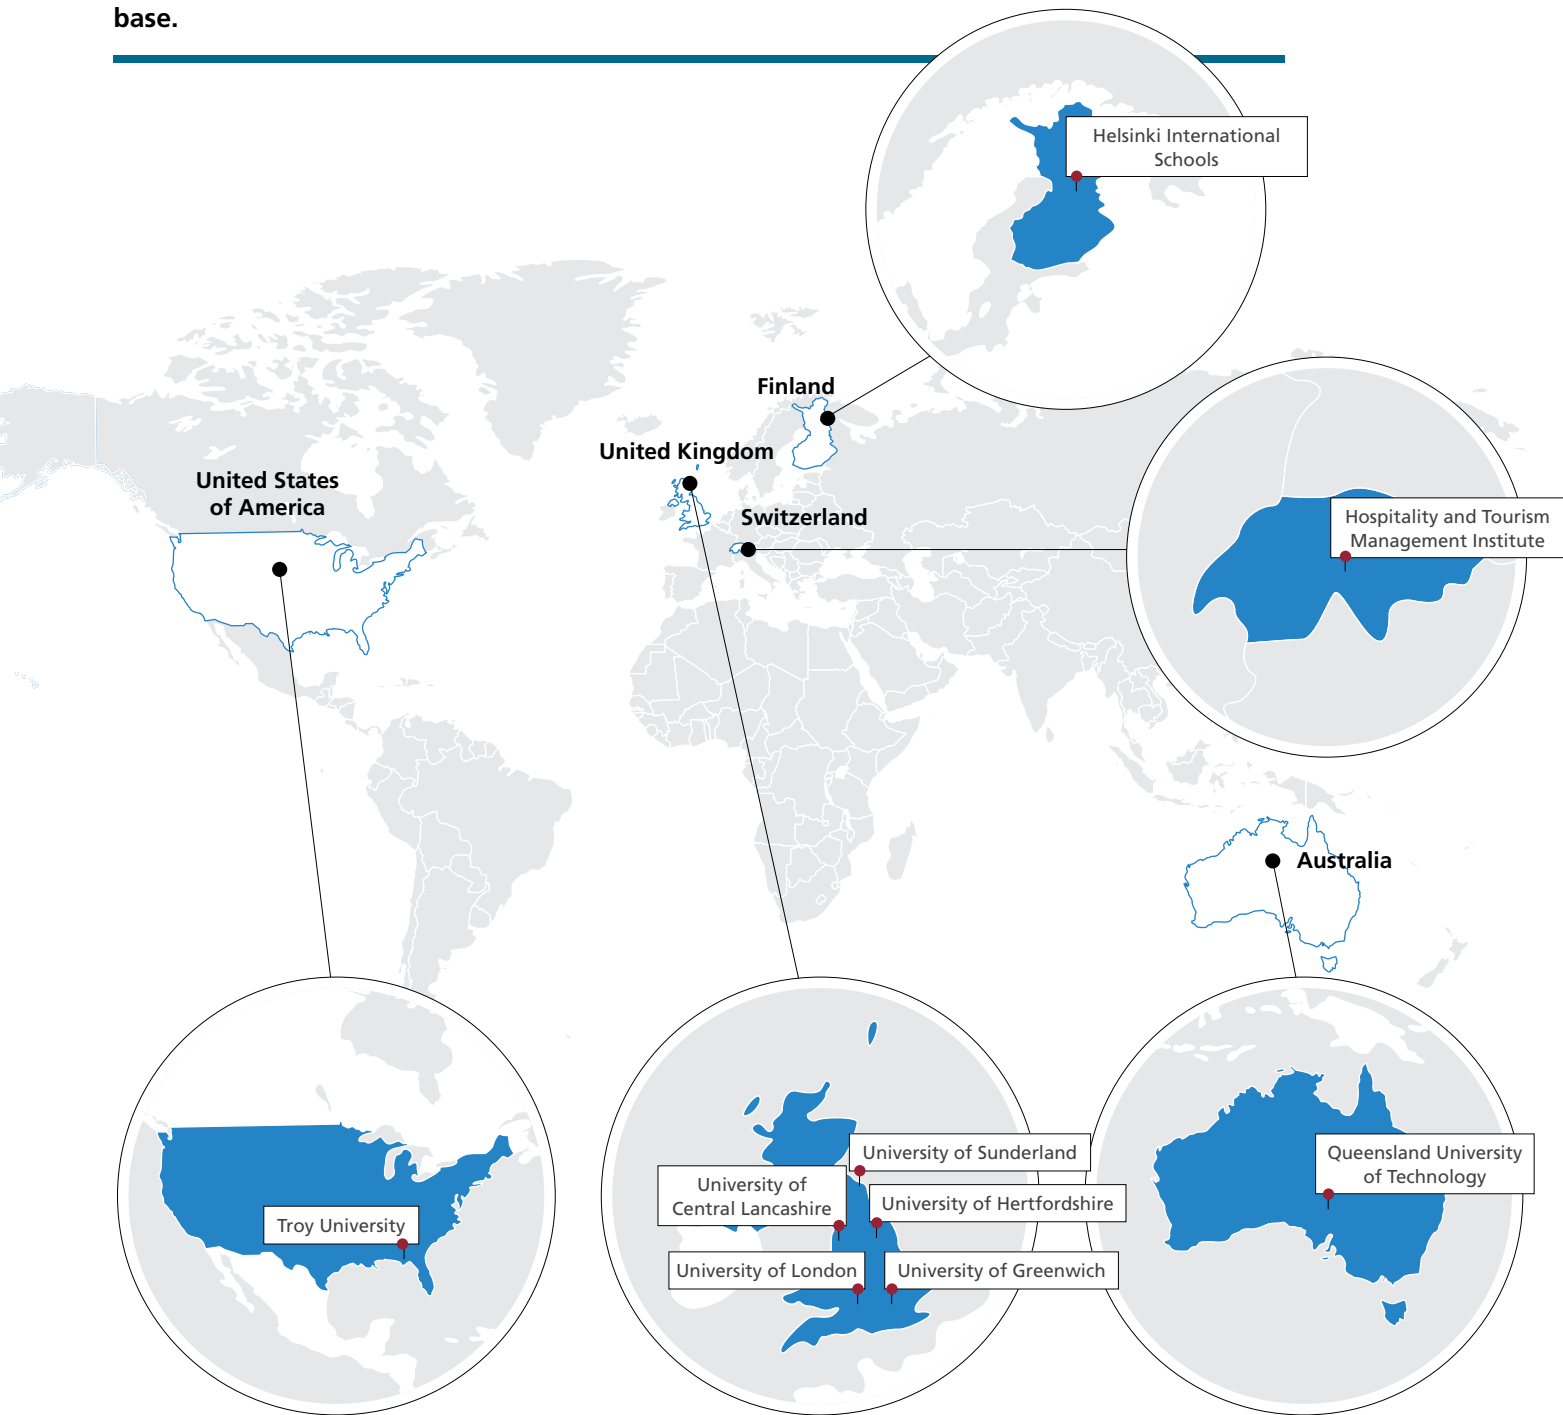 base.
Helsinki International
Schools
Finland
United Kingdom
United States
of America
Switzerland
Hospitality and Tourism
Management Institute
Australia
University of Sunderland
Queensland University
of Technology
University of
Central Lancashire
University of Hertfordshire
Troy University
University of London
University of Greenwich